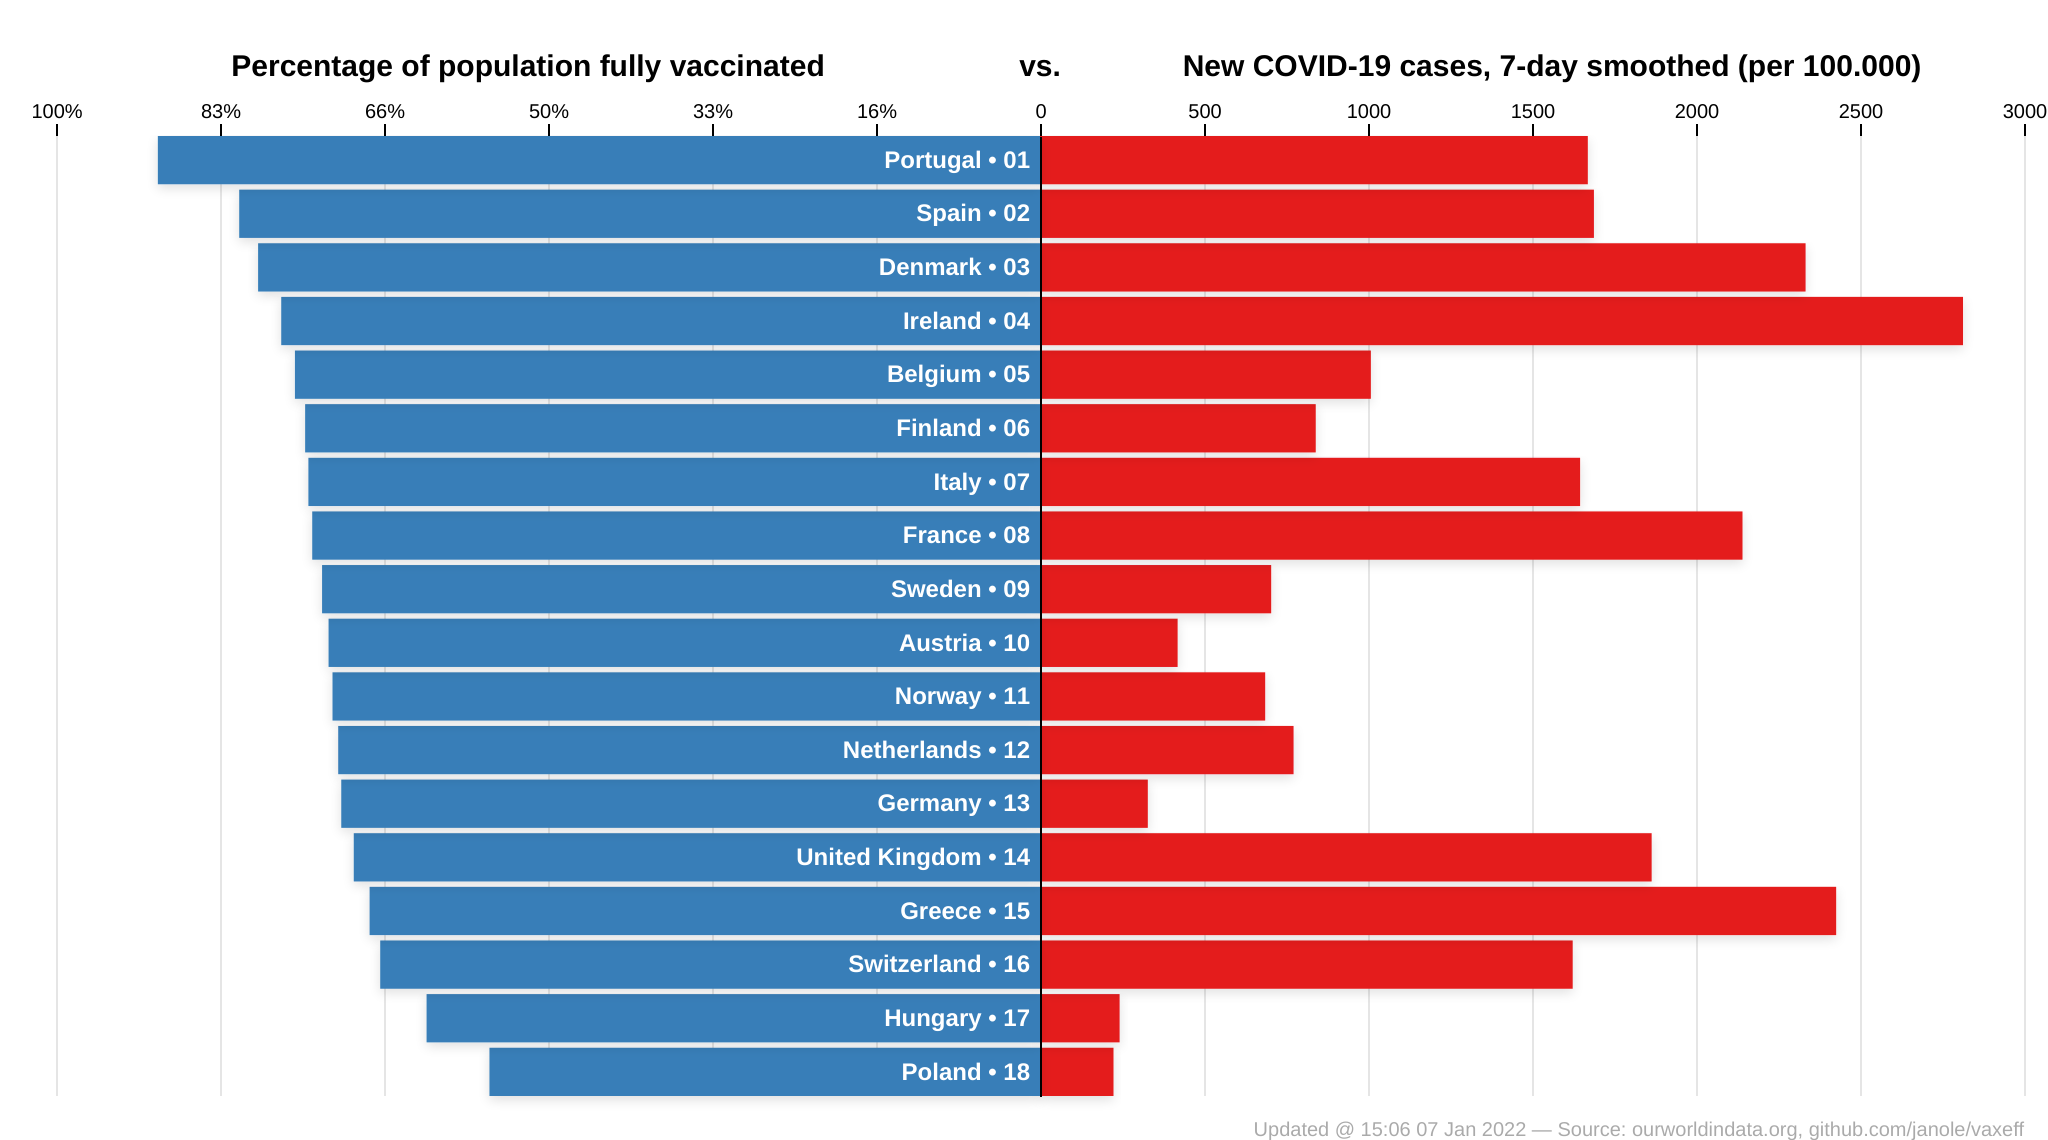 Percentage of population fully vaccinated vs. New COVID-19 cases, 7-day smoothed (per 100.000)
100% 83% 66% 50% 33% 16% 0 500 1000 1500 2000 2500 3000
Portugal • 01
Spain • 02
Denmark • 03
Ireland • 04
Belgium • 05
Finland • 06
Italy • 07
France • 08
Sweden • 09
Austria • 10
Norway • 11
Netherlands • 12
Germany • 13
United Kingdom • 14
Greece • 15
Switzerland • 16
Hungary • 17
Poland • 18
Updated @ 15:06 07 Jan 2022 — Source: ourworldindata.org, github.com/janole/vaxeff